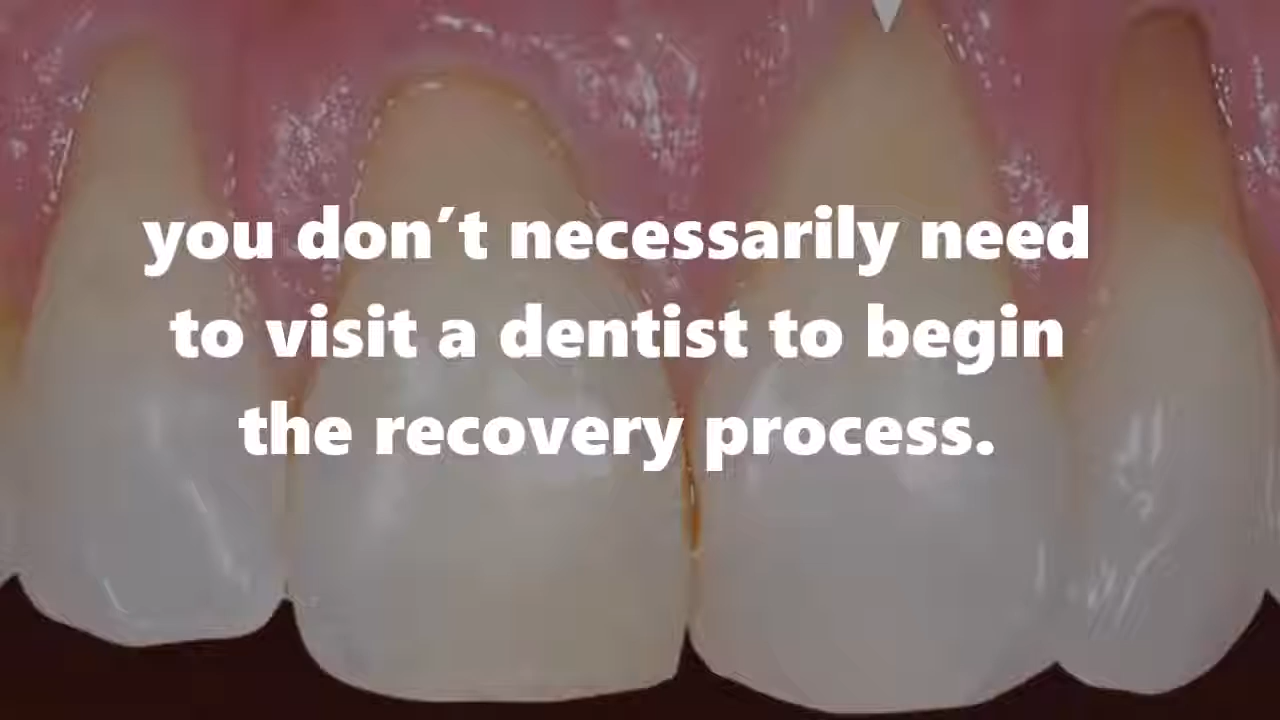 you don´t necessarily need
to visit a dentist to begin
the recovery process.